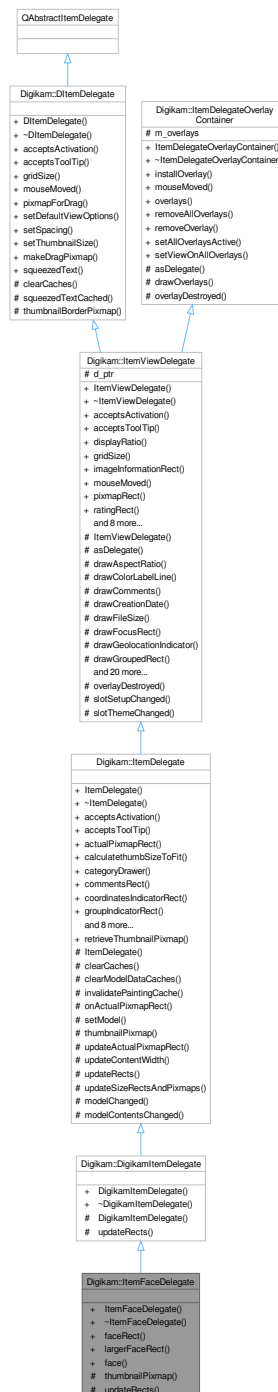 QAbstractItemDelegate
Digikam::DItemDelegate
+ DItemDelegate()
+ ~DItemDelegate()
+ acceptsActivation()
+ acceptsToolTip()
+ gridSize()
+ mouseMoved()
+ pixmapForDrag()
+ setDefaultViewOptions()
+ setSpacing()
+ setThumbnailSize()
+ makeDragPixmap()
+ squeezedText()
# clearCaches()
# squeezedTextCached()
# thumbnailBorderPixmap()
Digikam::ItemDelegateOverlay
Container
# m_overlays
+ ItemDelegateOverlayContainer()
+ ~ItemDelegateOverlayContainer()
+ installOverlay()
+ mouseMoved()
+ overlays()
+ removeAllOverlays()
+ removeOverlay()
+ setAllOverlaysActive()
+ setViewOnAllOverlays()
# asDelegate()
# drawOverlays()
# overlayDestroyed()
Digikam::ItemViewDelegate
# d_ptr
+ ItemViewDelegate()
+ ~ItemViewDelegate()
+ acceptsActivation()
+ acceptsToolTip()
+ displayRatio()
+ gridSize()
+ imageInformationRect()
+ mouseMoved()
+ pixmapRect()
+ ratingRect()
and 8 more...
# ItemViewDelegate()
# asDelegate()
# drawAspectRatio()
# drawColorLabelLine()
# drawComments()
# drawCreationDate()
# drawFileSize()
# drawFocusRect()
# drawGeolocationIndicator()
# drawGroupedRect()
and 20 more...
# overlayDestroyed()
# slotSetupChanged()
# slotThemeChanged()
Digikam::ItemDelegate
+ ItemDelegate()
+ ~ItemDelegate()
+ acceptsActivation()
+ acceptsToolTip()
+ actualPixmapRect()
+ calculatethumbSizeToFit()
+ categoryDrawer()
+ commentsRect()
+ coordinatesIndicatorRect()
+ groupIndicatorRect()
and 8 more...
+ retrieveThumbnailPixmap()
# ItemDelegate()
# clearCaches()
# clearModelDataCaches()
# invalidatePaintingCache()
# onActualPixmapRect()
# setModel()
# thumbnailPixmap()
# updateActualPixmapRect()
# updateContentWidth()
# updateRects()
# updateSizeRectsAndPixmaps()
# modelChanged()
# modelContentsChanged()
Digikam::DigikamItemDelegate
+ DigikamItemDelegate()
+ ~DigikamItemDelegate()
# DigikamItemDelegate()
# updateRects()
Digikam::ItemFaceDelegate
+ ItemFaceDelegate()
+ ~ItemFaceDelegate()
+ faceRect()
+ largerFaceRect()
+ face()
# thumbnailPixmap()
# updateRects()